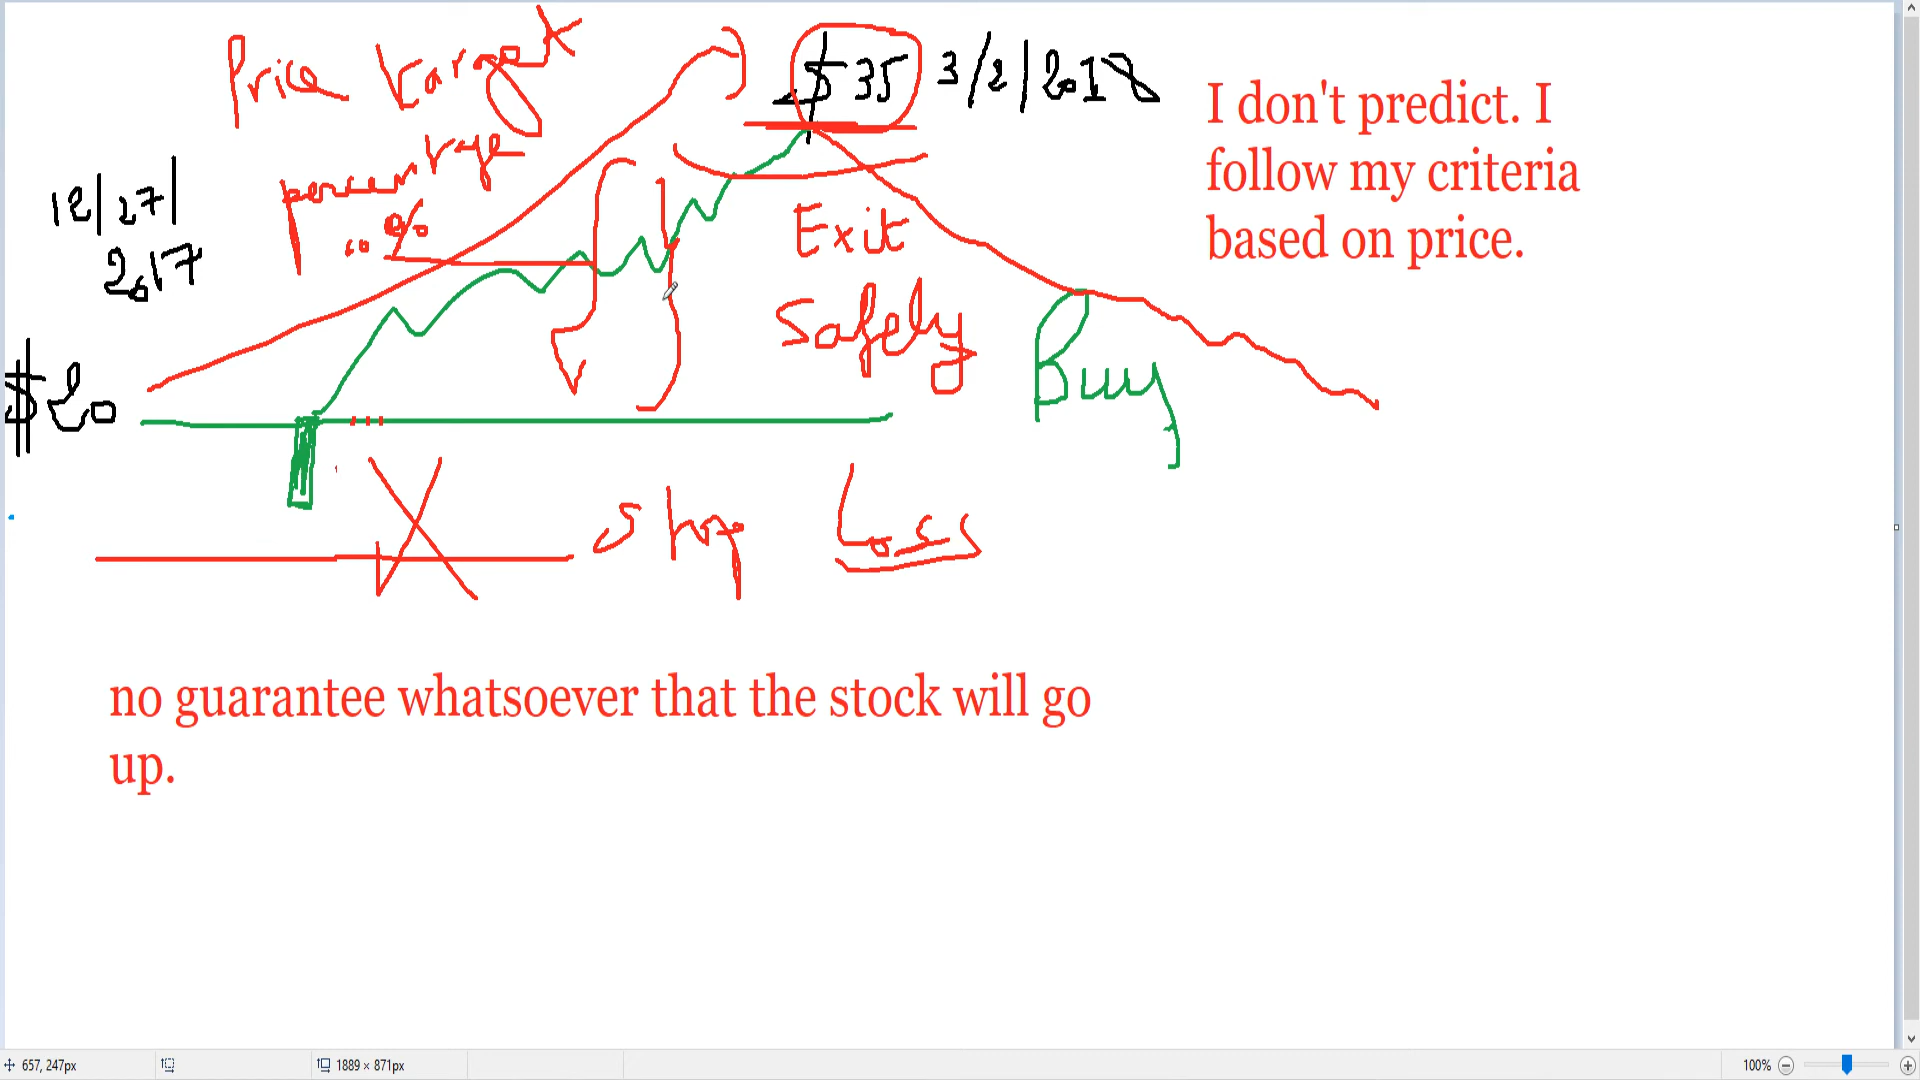 Price target
$35 3/2/2018
I don't predict. I
follow my criteria
based on price.
percentage
%
12/27/
2017
Exit
Safely
$20
Buy
Stop Loss
no guarantee whatsoever that the stock will go
up.
657, 247px
1889 × 871px
100%